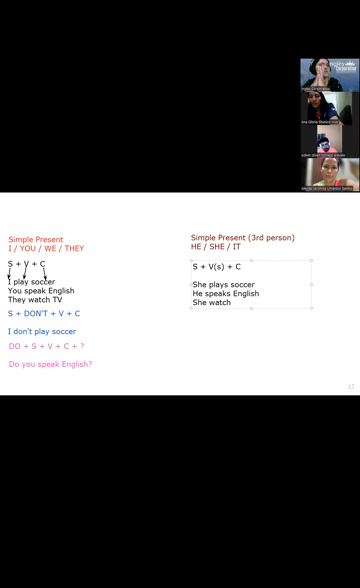 Simple Present
I / YOU / WE / THEY
S + V + C
I play soccer
You speak English
They watch TV
S + DON'T + V + C
I don't play soccer
DO + S + V + C + ?
Do you speak English?
Simple Present (3rd person)
HE / SHE / IT
S + V(s) + C
She plays soccer
He speaks English
She watch